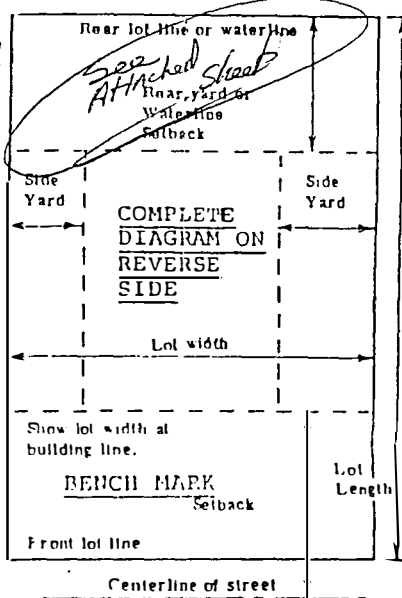 Rear lot line or waterline
See
Attached Sheet
Rear yard or
Waterline
Setback
Side
Yard
Side
Yard
COMPLETE
DIAGRAM ON
REVERSE
SIDE
Lot width
Show lot width at
building line.
BENCH MARK
Setback
Lot
Length
Front lot line
Centerline of street